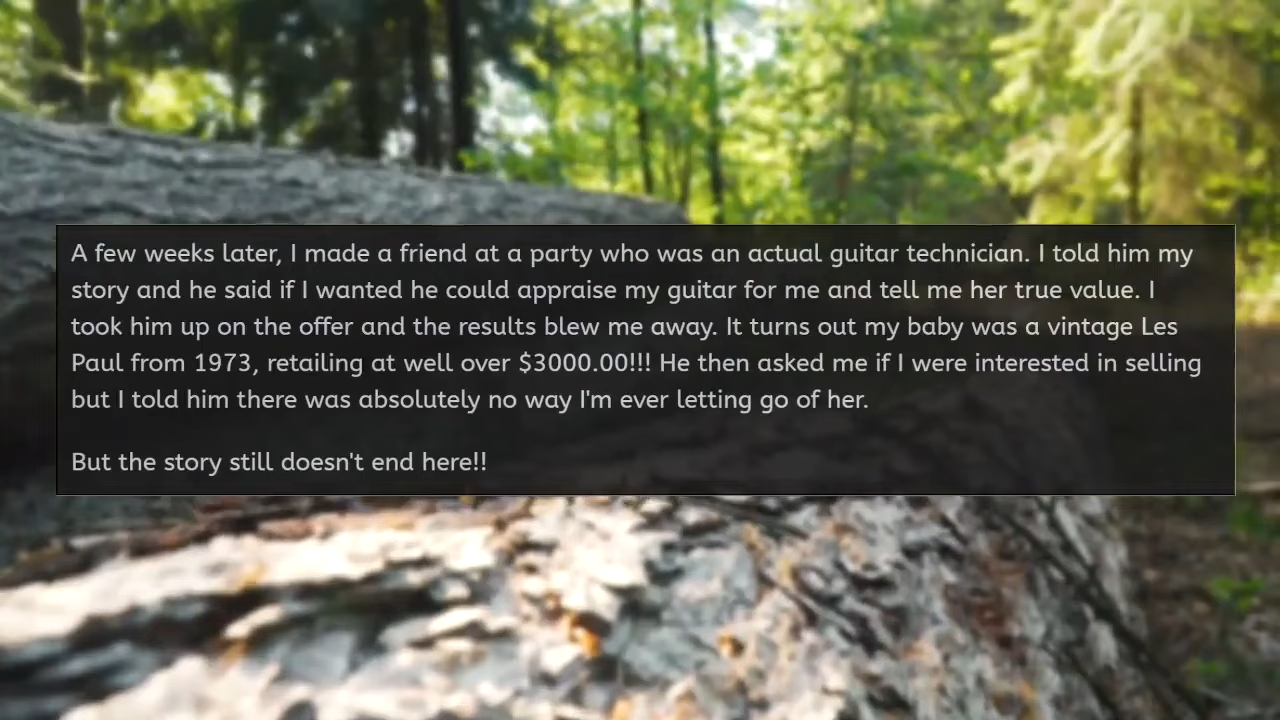 A few weeks later, I made a friend at a party who was an actual guitar technician. I told him my
story and he said if I wanted he could appraise my guitar for me and tell me her true value. I
took him up on the offer and the results blew me away. It turns out my baby was a vintage Les
Paul from 1973, retailing at well over $3000.00!!! He then asked me if I were interested in selling
but I told him there was absolutely no way I'm ever letting go of her.
But the story still doesn't end here!!